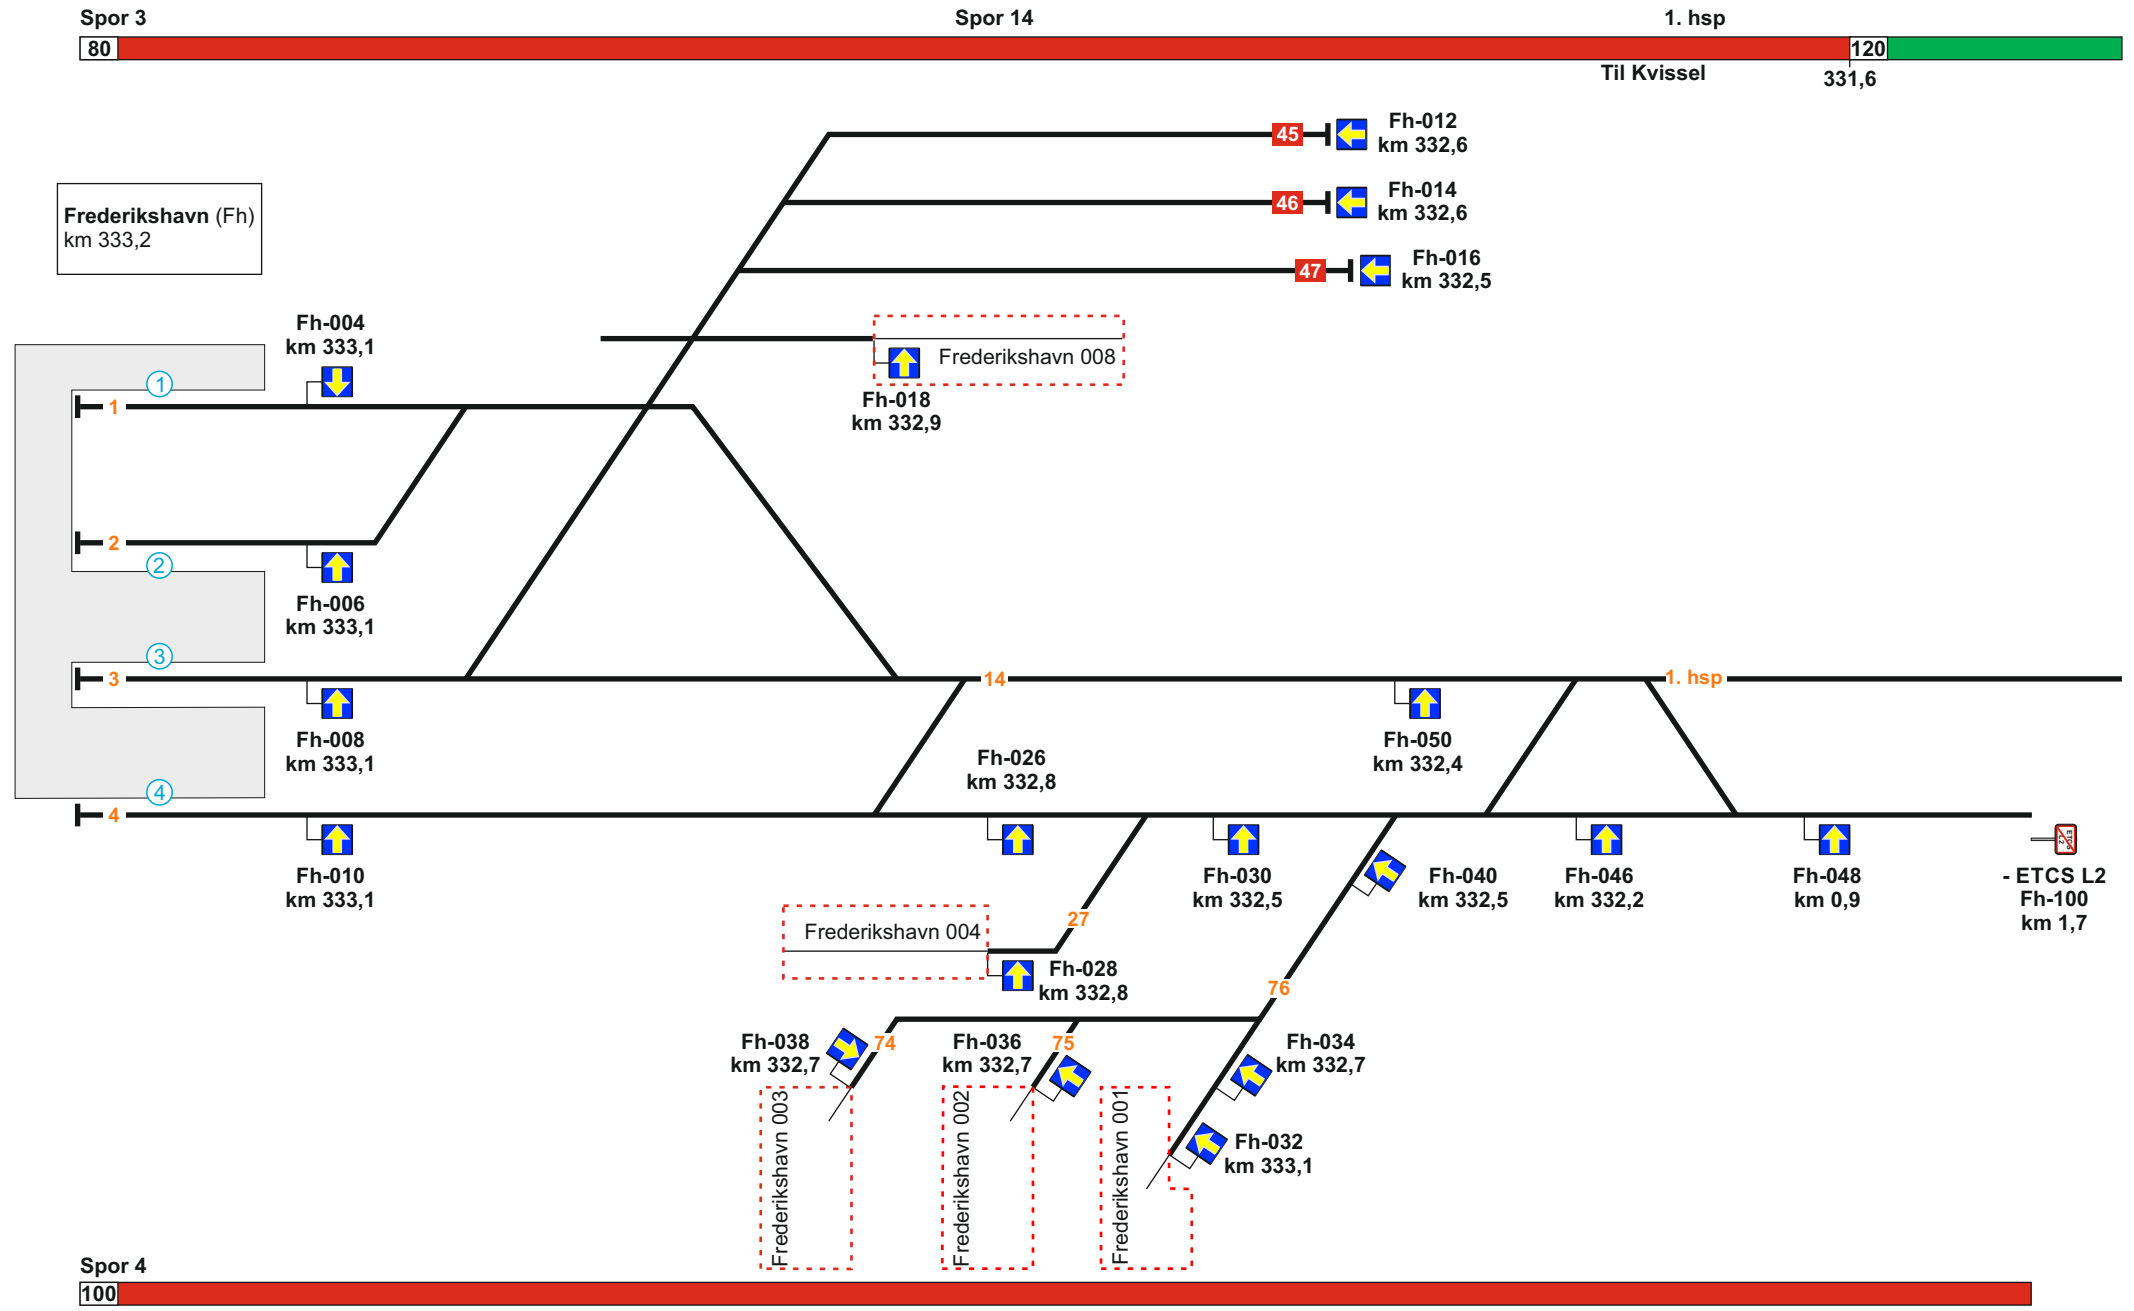 Spor 3
Spor 14
1. hsp
80
120
Til Kvissel
331,6
Fh-012
km 332,6
45
Fh-014
km 332,6
46
Frederikshavn (Fh)
km 333,2
Fh-016
km 332,5
47
Fh-004
km 333,1
Frederikshavn 008
Fh-018
km 332,9
1
1
2
2
Fh-006
km 333,1
3
3
14
1. hsp
Fh-008
km 333,1
Fh-050
km 332,4
Fh-026
km 332,8
4
4
Fh-010
km 333,1
Fh-030
km 332,5
Fh-040
km 332,5
Fh-046
km 332,2
Fh-048
km 0,9
ETCS
L2
- ETCS L2
Fh-100
km 1,7
27
Frederikshavn 004
Fh-028
km 332,8
76
Fh-038
km 332,7
74
Fh-036
km 332,7
75
Fh-034
km 332,7
Frederikshavn 003
Frederikshavn 002
Frederikshavn 001
Fh-032
km 333,1
Spor 4
100